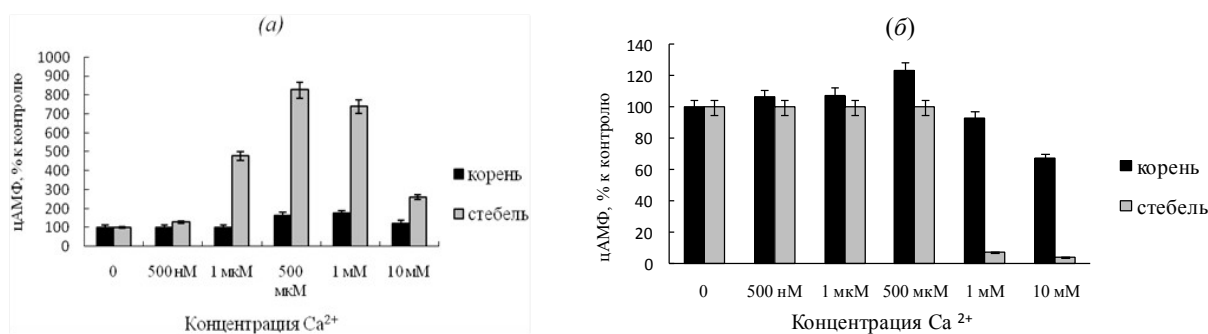 (а)
цАМФ, % к контролю
1000
900
800
700
600
500
400
300
200
100
0
0 500 нМ 1 мкМ 500 мкМ 1 мМ 10 мМ
Концентрация Ca²⁺
корень
стебель
(б)
цАМФ, % к контролю
140
120
100
80
60
40
20
0
0 500 нМ 1 мкМ 500 мкМ 1 мМ 10 мМ
Концентрация Ca ²⁺
корень
стебель